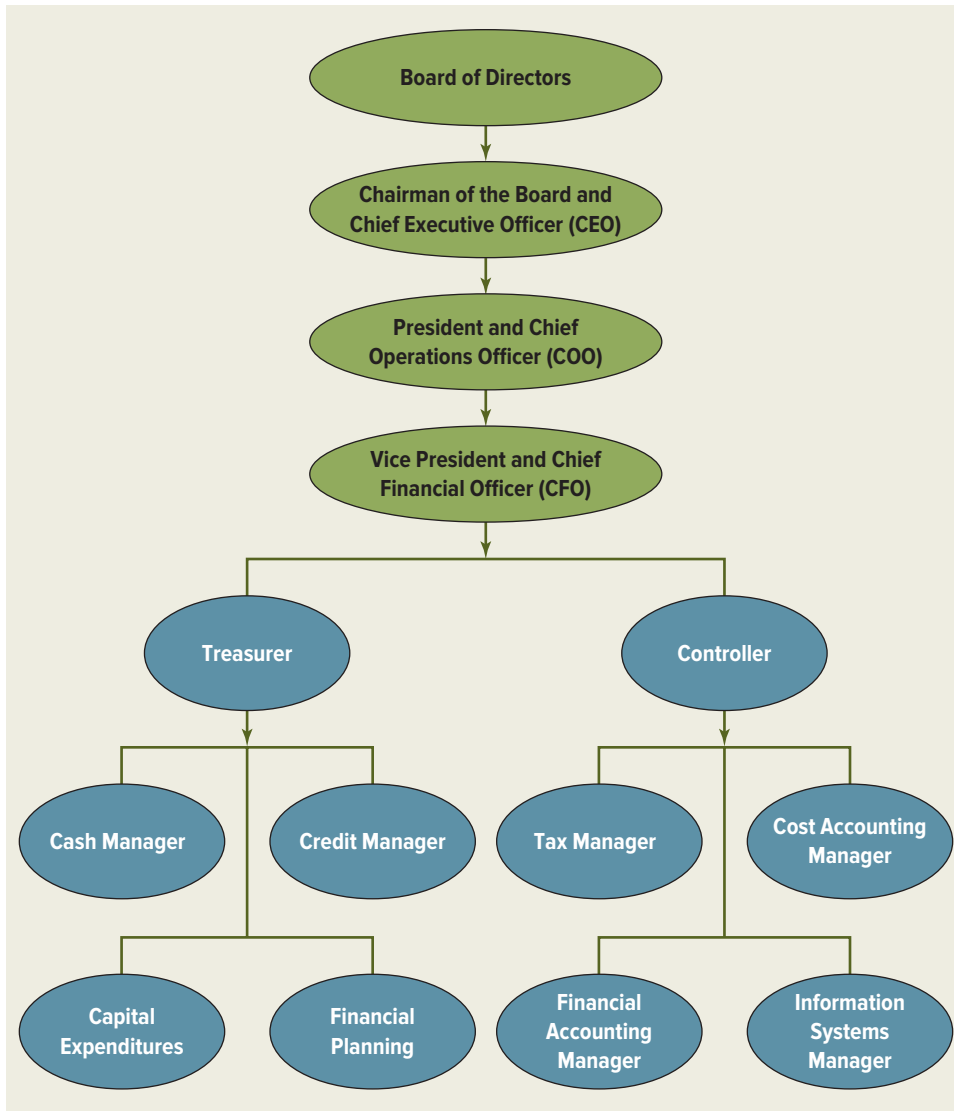 Board of Directors
Chairman of the Board and
Chief Executive Officer (CEO)
President and Chief
Operations Officer (COO)
Vice President and Chief
Financial Officer (CFO)
Treasurer
Controller
Cash Manager
Credit Manager
Tax Manager
Cost Accounting
Manager
Capital
Expenditures
Financial
Planning
Financial
Accounting
Manager
Information
Systems
Manager